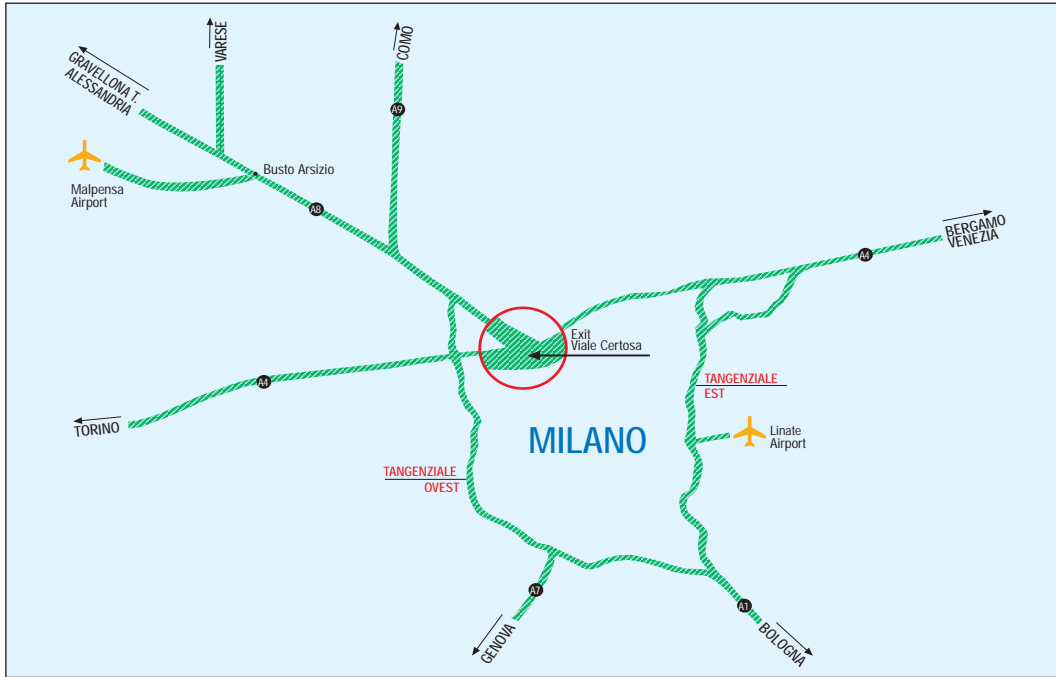 VARESE
COMO
GRAVELLONA T.
ALESSANDRIA
A9
Busto Arsizio
Malpensa
Airport
A8
BERGAMO
VENEZIA
A4
Exit
Viale Certosa
A4
TORINO
TANGENZIALE
EST
MILANO
Linate
Airport
TANGENZIALE
OVEST
A7
A1
GENOVA
BOLOGNA